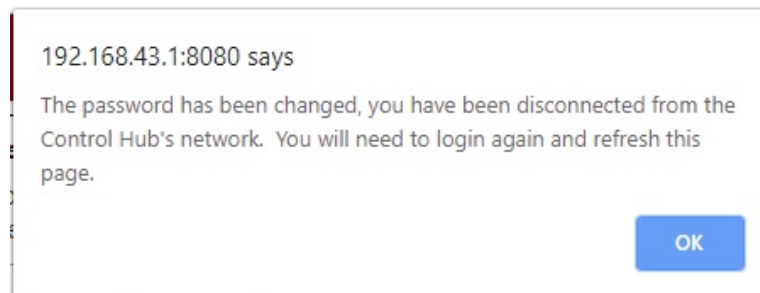 192.168.43.1:8080 says
The password has been changed, you have been disconnected from the
Control Hub's network.  You will need to login again and refresh this
page.
OK